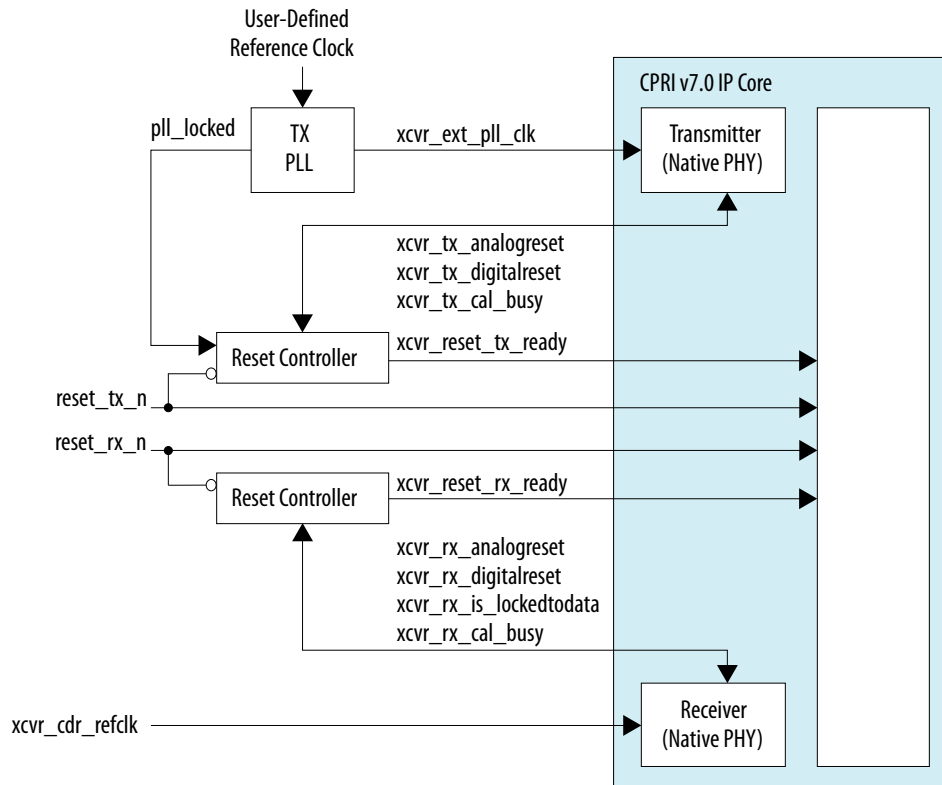 User-Defined
Reference Clock
CPRI v7.0 IP Core
pll_locked
TX
PLL
xcvr_ext_pll_clk
Transmitter
(Native PHY)
xcvr_tx_analogreset
xcvr_tx_digitalreset
xcvr_tx_cal_busy
Reset Controller
xcvr_reset_tx_ready
reset_tx_n
reset_rx_n
Reset Controller
xcvr_reset_rx_ready
xcvr_rx_analogreset
xcvr_rx_digitalreset
xcvr_rx_is_lockedtodata
xcvr_rx_cal_busy
xcvr_cdr_refclk
Receiver
(Native PHY)